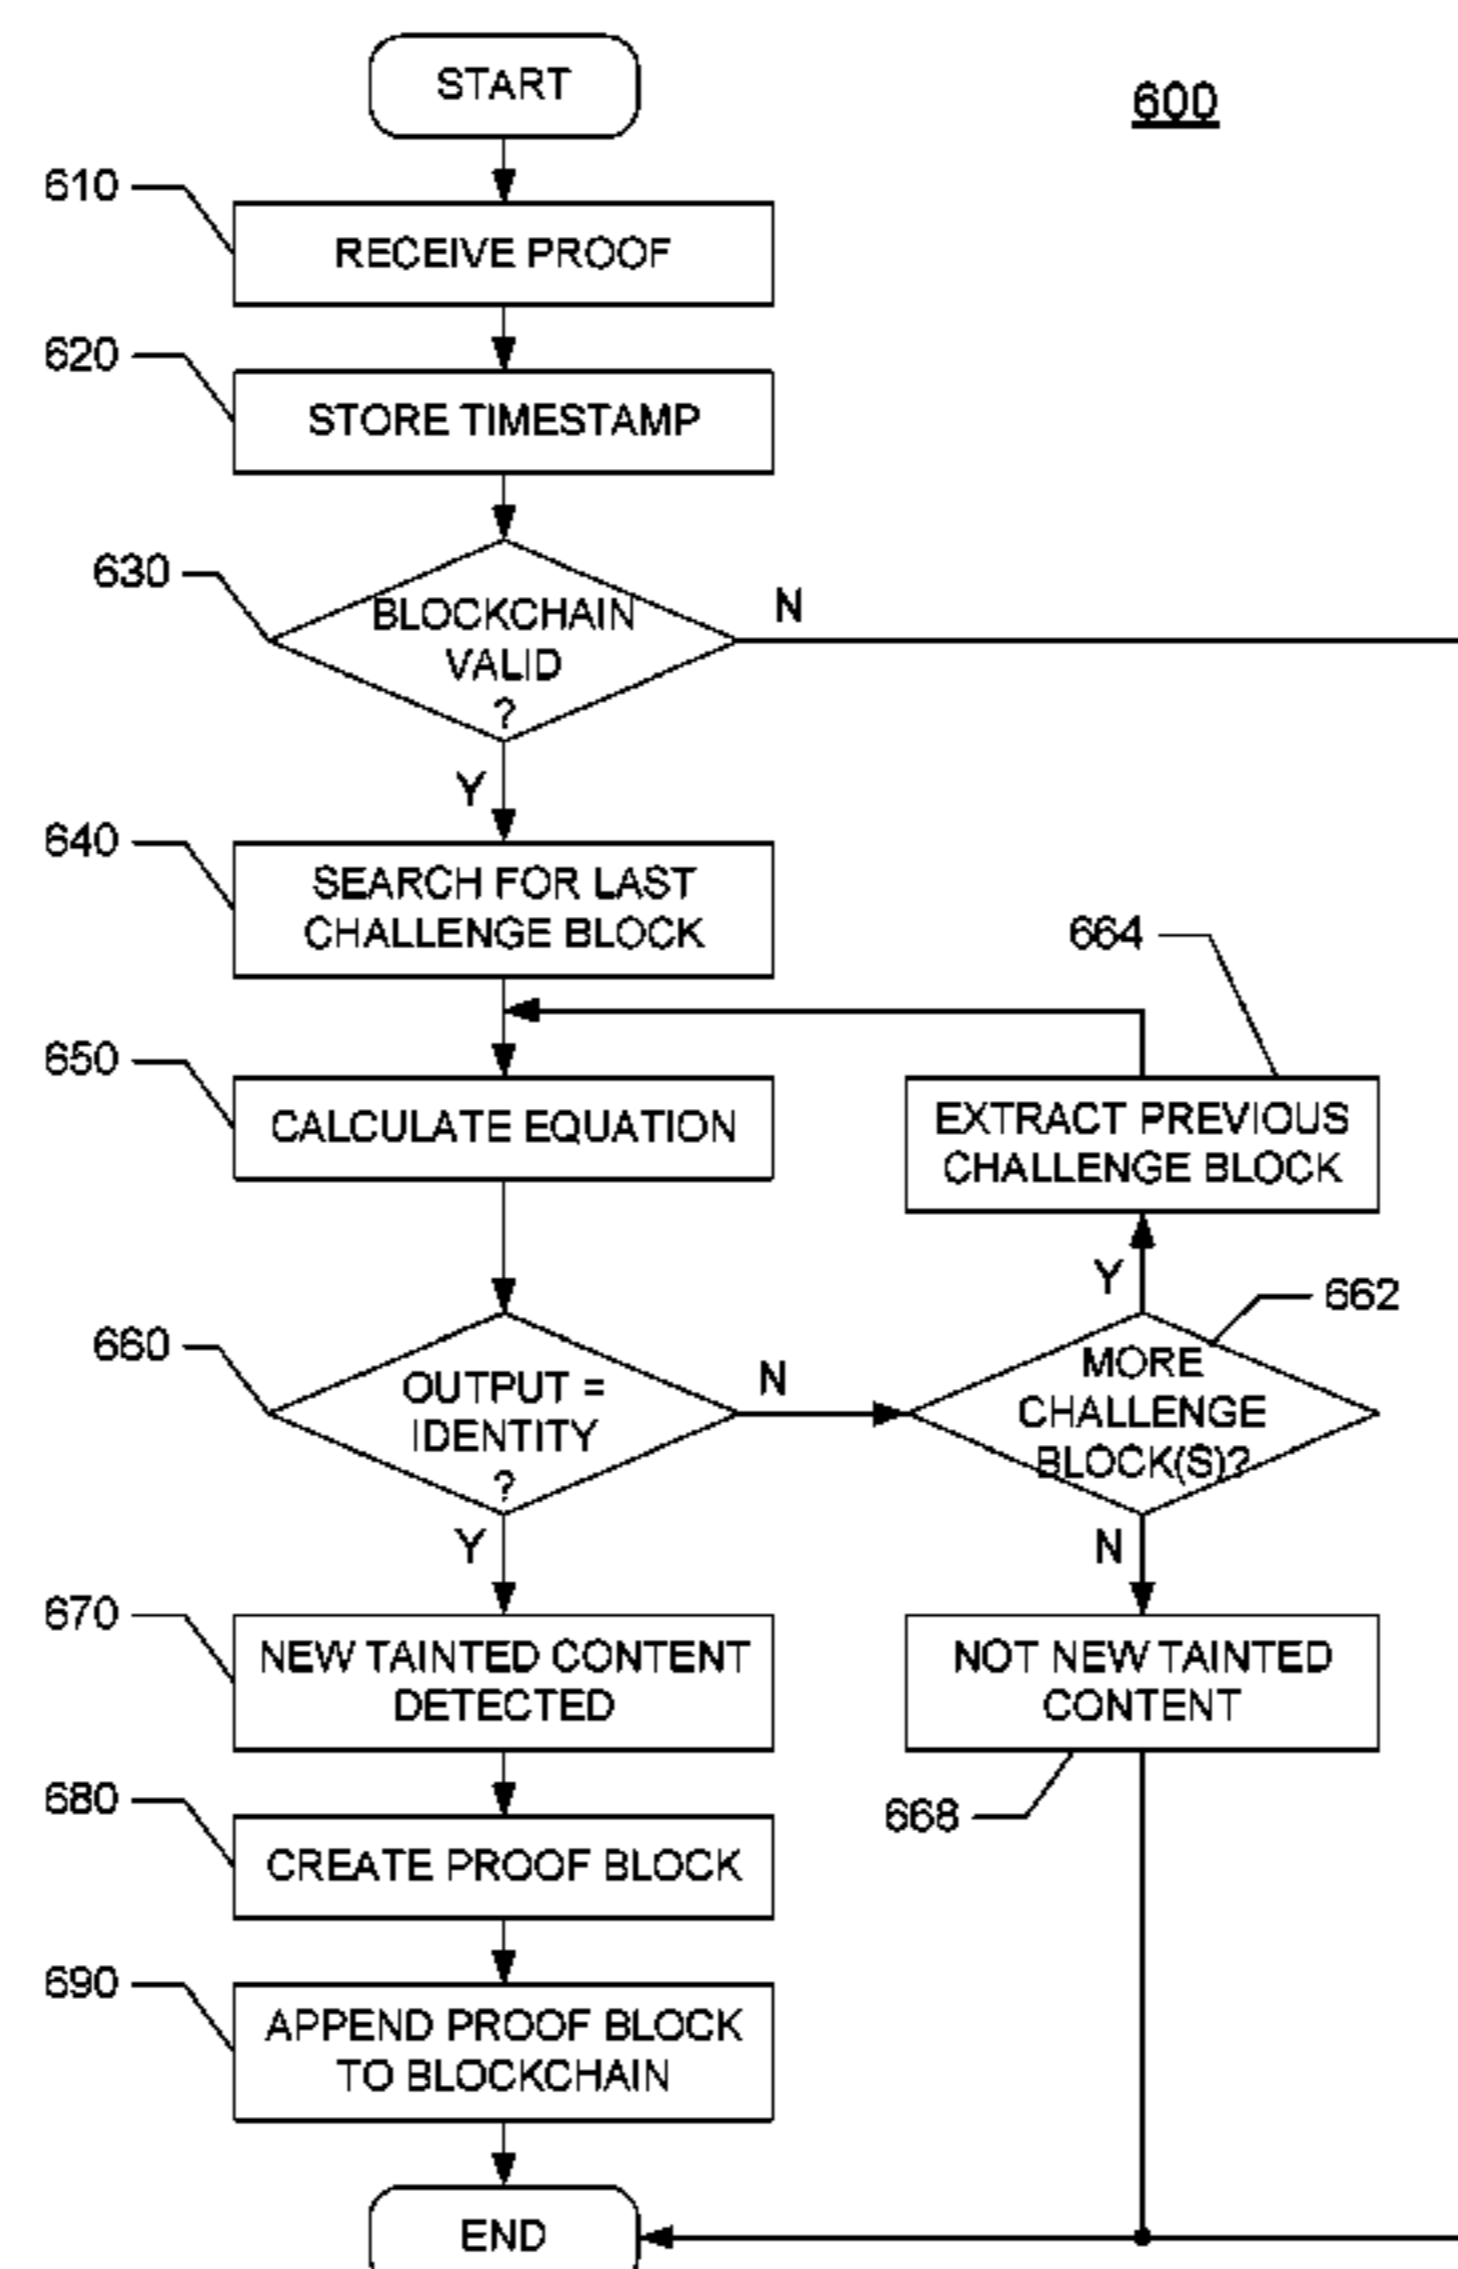 START
600
610
RECEIVE PROOF
620
STORE TIMESTAMP
630
BLOCKCHAIN
VALID
?
N
Y
640
SEARCH FOR LAST
CHALLENGE BLOCK
664
650
CALCULATE EQUATION
EXTRACT PREVIOUS
CHALLENGE BLOCK
Y
662
660
OUTPUT =
IDENTITY
?
N
MORE
CHALLENGE
BLOCK(S)?
Y
N
670
NEW TAINTED CONTENT
DETECTED
NOT NEW TAINTED
CONTENT
668
680
CREATE PROOF BLOCK
690
APPEND PROOF BLOCK
TO BLOCKCHAIN
END